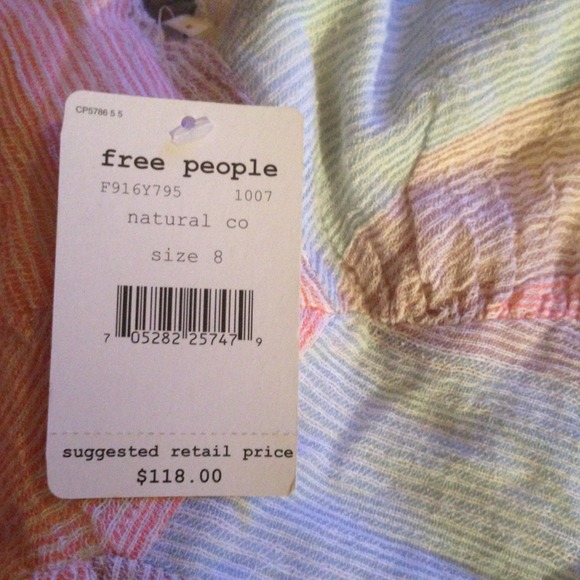 CP5786 5 5
free people
F916Y795 1007
natural co
size 8
7 05282 25747 9
suggested retail price
$118.00